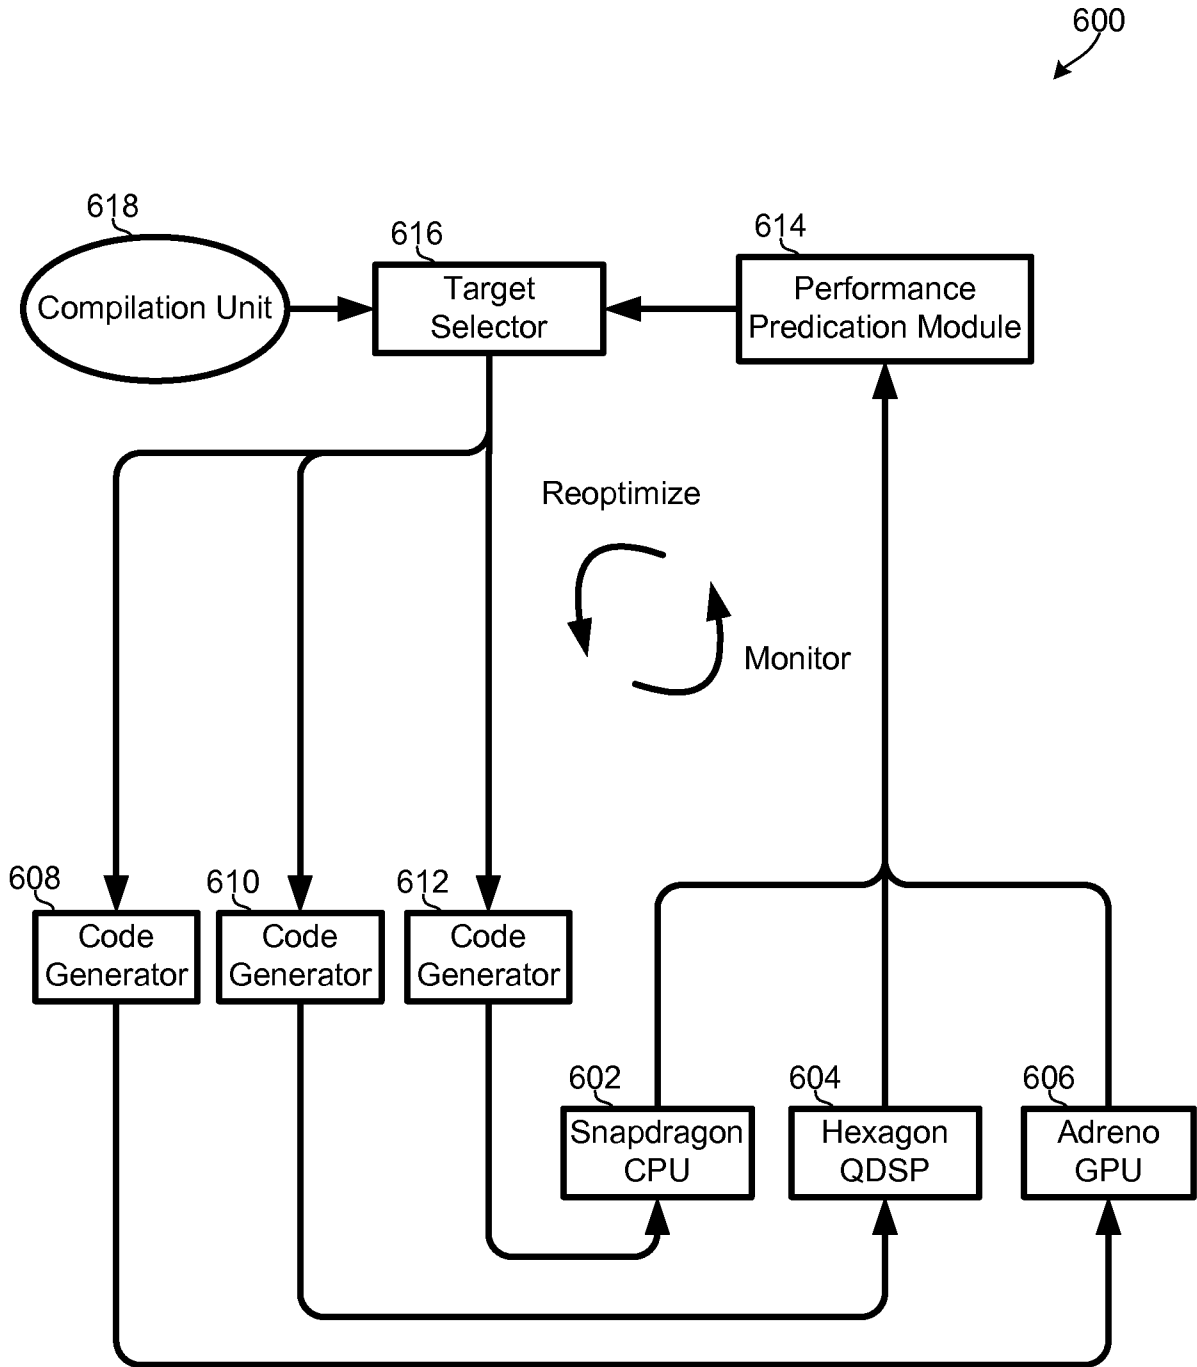 600
618
616
614
Compilation Unit
Target
Selector
Performance
Predication Module
Reoptimize
Monitor
608
610
612
Code
Generator
Code
Generator
Code
Generator
602
604
606
Snapdragon
CPU
Hexagon
QDSP
Adreno
GPU